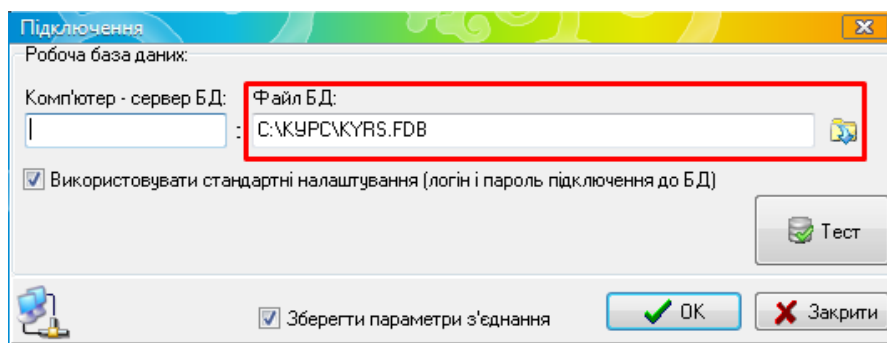 Підключення
Робоча база даних:
Комп'ютер - сервер БД: Файл БД:
: C:\КУРС\KYRS.FDB
Використовувати стандартні налаштування (логін і пароль підключення до БД)
Тест
Зберегти параметри з'єднання OK Закрити